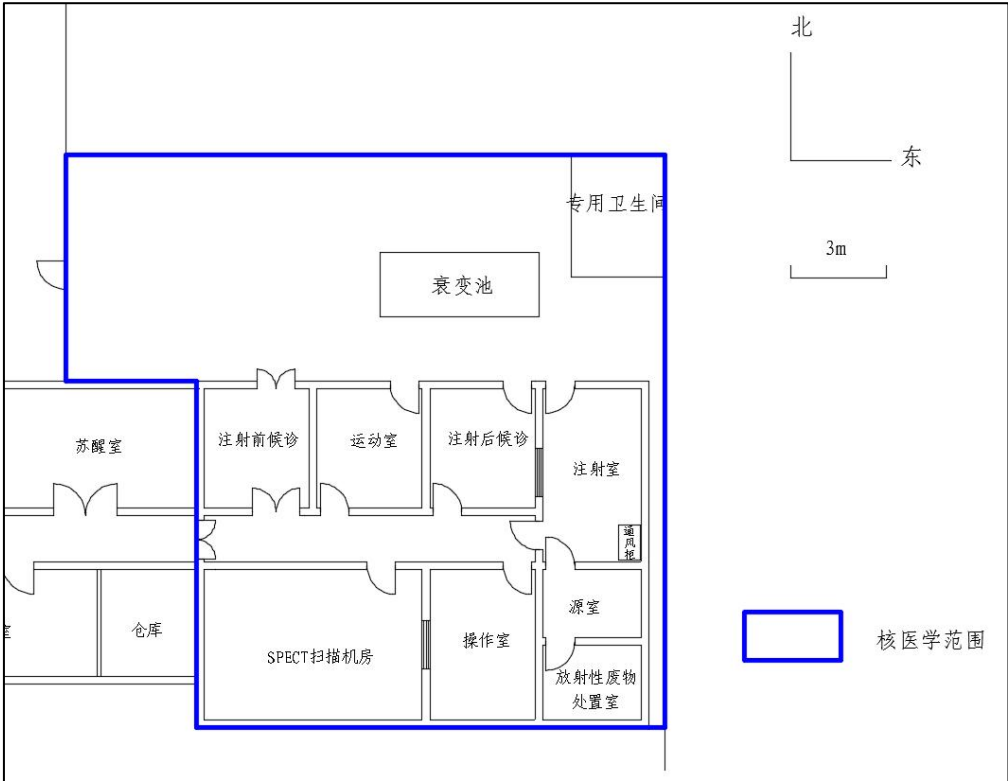 北
东
3m
专用卫生间
衰变池
苏醒室
注射前候诊
运动室
注射后候诊
注射室
通风柜
源室
仓库
SPECT扫描机房
操作室
放射性废物
处置室
核医学范围